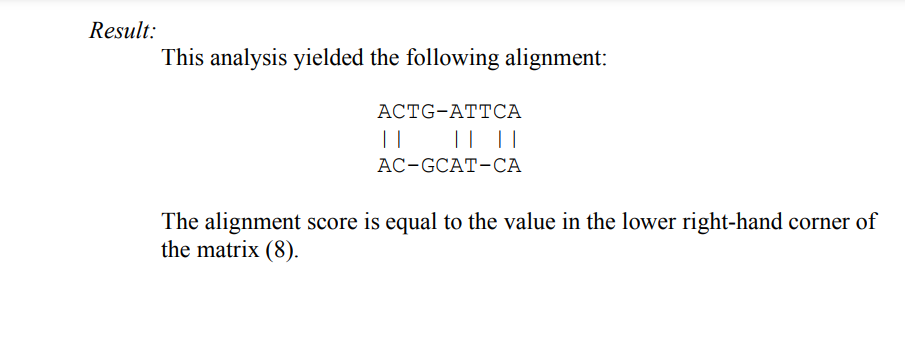 Result:
This analysis yielded the following alignment:
ACTG-ATTCA
||  || ||
AC-GCAT-CA
The alignment score is equal to the value in the lower right-hand corner of
the matrix (8).